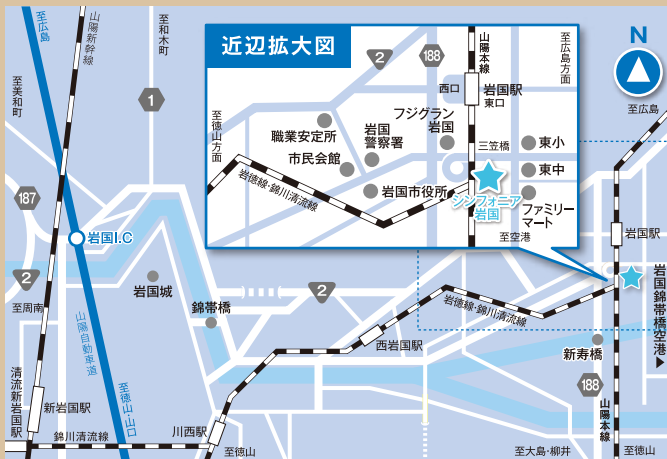 近辺拡大図
2
188
山陽本線
至広島方面
西口
岩国駅
東口
フジグラン
岩国
三笠橋
東小
職業安定所
岩国
警察署
市民会館
東中
至徳山方面
岩徳線・錦川清流線
岩国市役所
シンフォニア
岩国
ファミリー
マート
至空港
N
至広島
至広島
山陽新幹線
至和木町
至美和町
1
187
岩国I.C
2
至周南
岩国城
錦帯橋
2
岩徳線・錦川清流線
西岩国駅
岩国駅
岩国錦帯橋空港▶
新寿橋
188
山陽本線
山陽自動車道
至徳山・山口
清流新岩国駅
新岩国駅
錦川清流線
川西駅
至徳山
至大島・柳井
至徳山